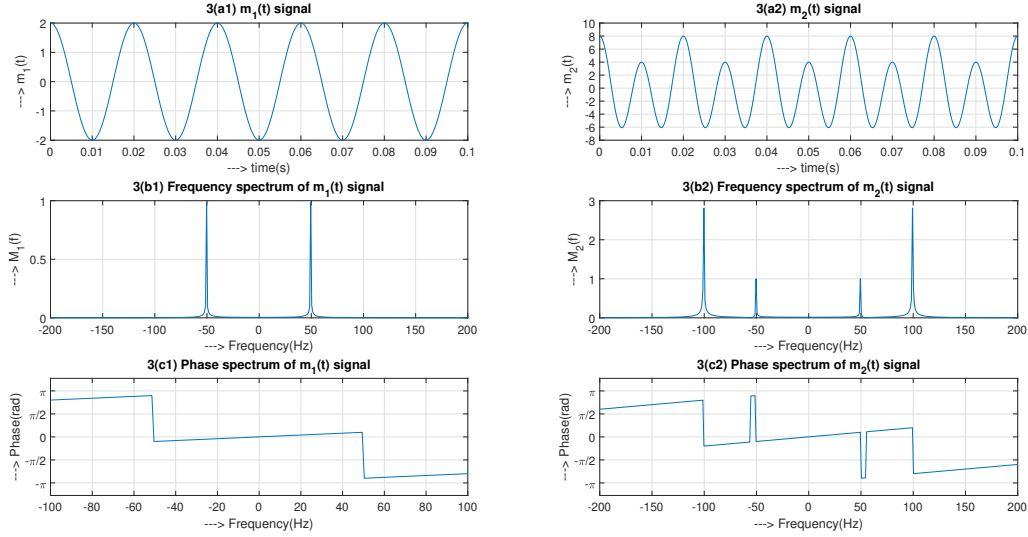 3(a1) m₁(t) signal
---> m₁(t)
2
1
0
-1
-2
0 0.01 0.02 0.03 0.04 0.05 0.06 0.07 0.08 0.09 0.1
---> time(s)
3(a2) m₂(t) signal
---> m₂(t)
10
8
6
4
2
0
-2
-4
-6
-8
0 0.01 0.02 0.03 0.04 0.05 0.06 0.07 0.08 0.09 0.1
---> time(s)
3(b1) Frequency spectrum of m₁(t) signal
---> M₁(f)
1
0.5
0
-200 -150 -100 -50 0 50 100 150 200
---> Frequency(Hz)
3(b2) Frequency spectrum of m₂(t) signal
---> M₂(f)
3
2
1
0
-200 -150 -100 -50 0 50 100 150 200
---> Frequency(Hz)
3(c1) Phase spectrum of m₁(t) signal
---> Phase(rad)
π
π/2
0
-π/2
-π
-100 -80 -60 -40 -20 0 20 40 60 80 100
---> Frequency(Hz)
3(c2) Phase spectrum of m₂(t) signal
---> Phase(rad)
π
π/2
0
-π/2
-π
-200 -150 -100 -50 0 50 100 150 200
---> Frequency(Hz)